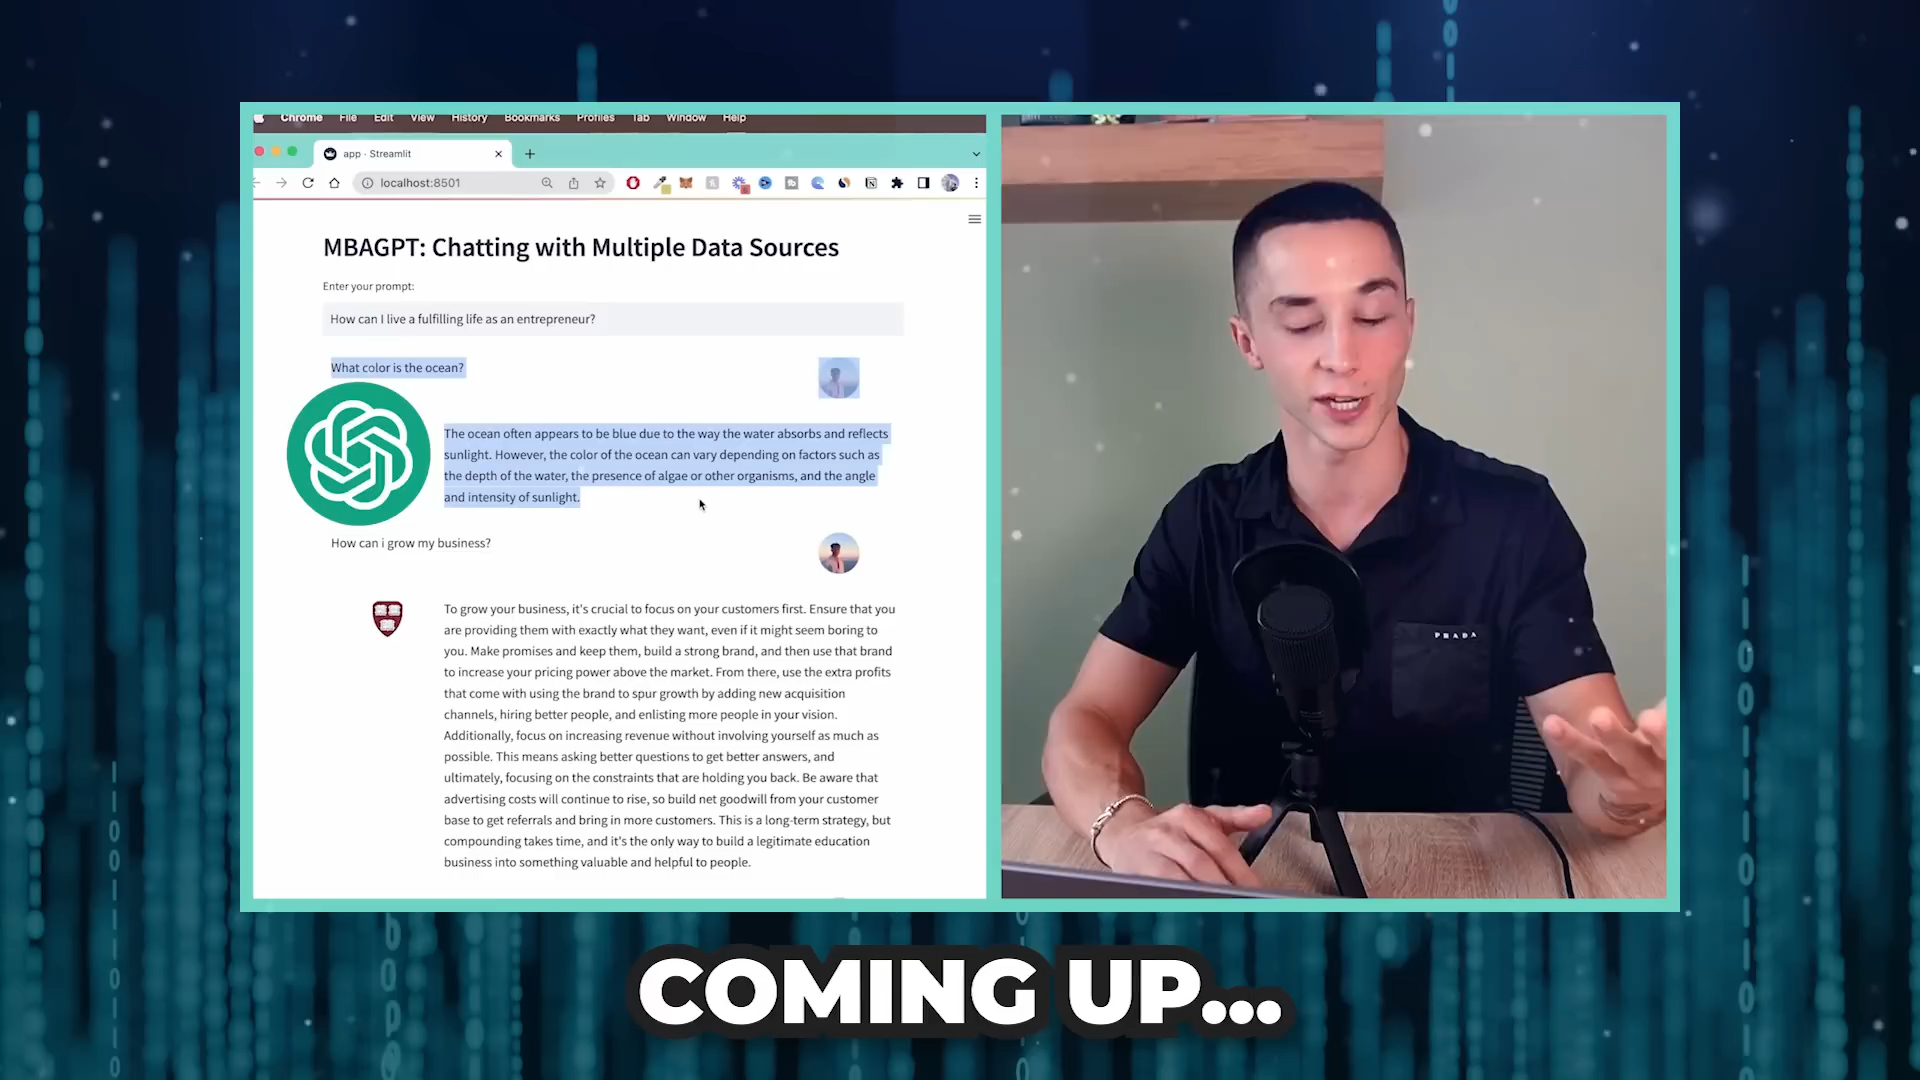 Chrome File Edit View History Bookmarks Profiles Tab Window Help
app · Streamlit
localhost:8501
MBAGPT: Chatting with Multiple Data Sources
Enter your prompt:
How can I live a fulfilling life as an entrepreneur?
What color is the ocean?
The ocean often appears to be blue due to the way the water absorbs and reflects
sunlight. However, the color of the ocean can vary depending on factors such as
the depth of the water, the presence of algae or other organisms, and the angle
and intensity of sunlight.
How can i grow my business?
To grow your business, it's crucial to focus on your customers first. Ensure that you
are providing them with exactly what they want, even if it might seem boring to
you. Make promises and keep them, build a strong brand, and then use that brand
to increase your pricing power above the market. From there, use the extra profits
that come with using the brand to spur growth by adding new acquisition
channels, hiring better people, and enlisting more people in your vision.
Additionally, focus on increasing revenue without involving yourself as much as
possible. This means asking better questions to get better answers, and
ultimately, focusing on the constraints that are holding you back. Be aware that
advertising costs will continue to rise, so build net goodwill from your customer
base to get referrals and bring in more customers. This is a long-term strategy, but
compounding takes time, and it's the only way to build a legitimate education
business into something valuable and helpful to people.
PRADA
COMING UP...